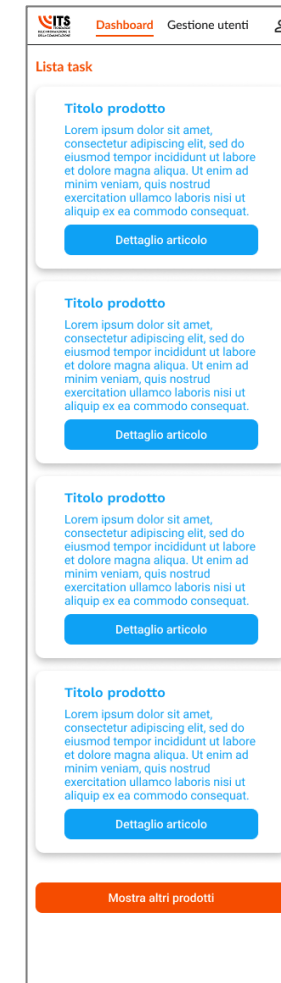 ITS
Dashboard Gestione utenti
Lista task
Titolo prodotto
Lorem ipsum dolor sit amet,
consectetur adipiscing elit, sed do
eiusmod tempor incididunt ut labore
et dolore magna aliqua. Ut enim ad
minim veniam, quis nostrud
exercitation ullamco laboris nisi ut
aliquip ex ea commodo consequat.
Dettaglio articolo
Titolo prodotto
Lorem ipsum dolor sit amet,
consectetur adipiscing elit, sed do
eiusmod tempor incididunt ut labore
et dolore magna aliqua. Ut enim ad
minim veniam, quis nostrud
exercitation ullamco laboris nisi ut
aliquip ex ea commodo consequat.
Dettaglio articolo
Titolo prodotto
Lorem ipsum dolor sit amet,
consectetur adipiscing elit, sed do
eiusmod tempor incididunt ut labore
et dolore magna aliqua. Ut enim ad
minim veniam, quis nostrud
exercitation ullamco laboris nisi ut
aliquip ex ea commodo consequat.
Dettaglio articolo
Titolo prodotto
Lorem ipsum dolor sit amet,
consectetur adipiscing elit, sed do
eiusmod tempor incididunt ut labore
et dolore magna aliqua. Ut enim ad
minim veniam, quis nostrud
exercitation ullamco laboris nisi ut
aliquip ex ea commodo consequat.
Dettaglio articolo
Mostra altri prodotti